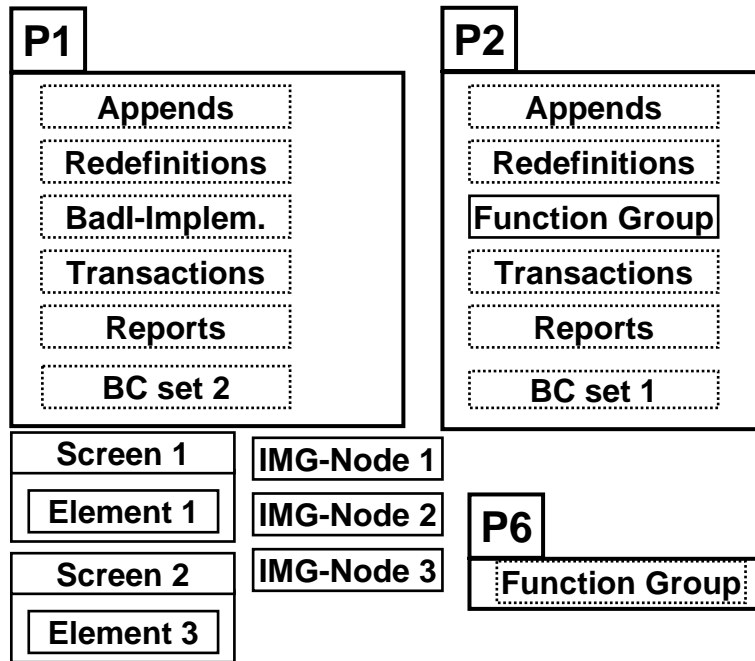 P1
Appends
Redefinitions
BadI-Implem.
Transactions
Reports
BC set 2
P2
Appends
Redefinitions
Function Group
Transactions
Reports
BC set 1
Screen 1
Element 1
Screen 2
Element 3
IMG-Node 1
IMG-Node 2
IMG-Node 3
P6
Function Group